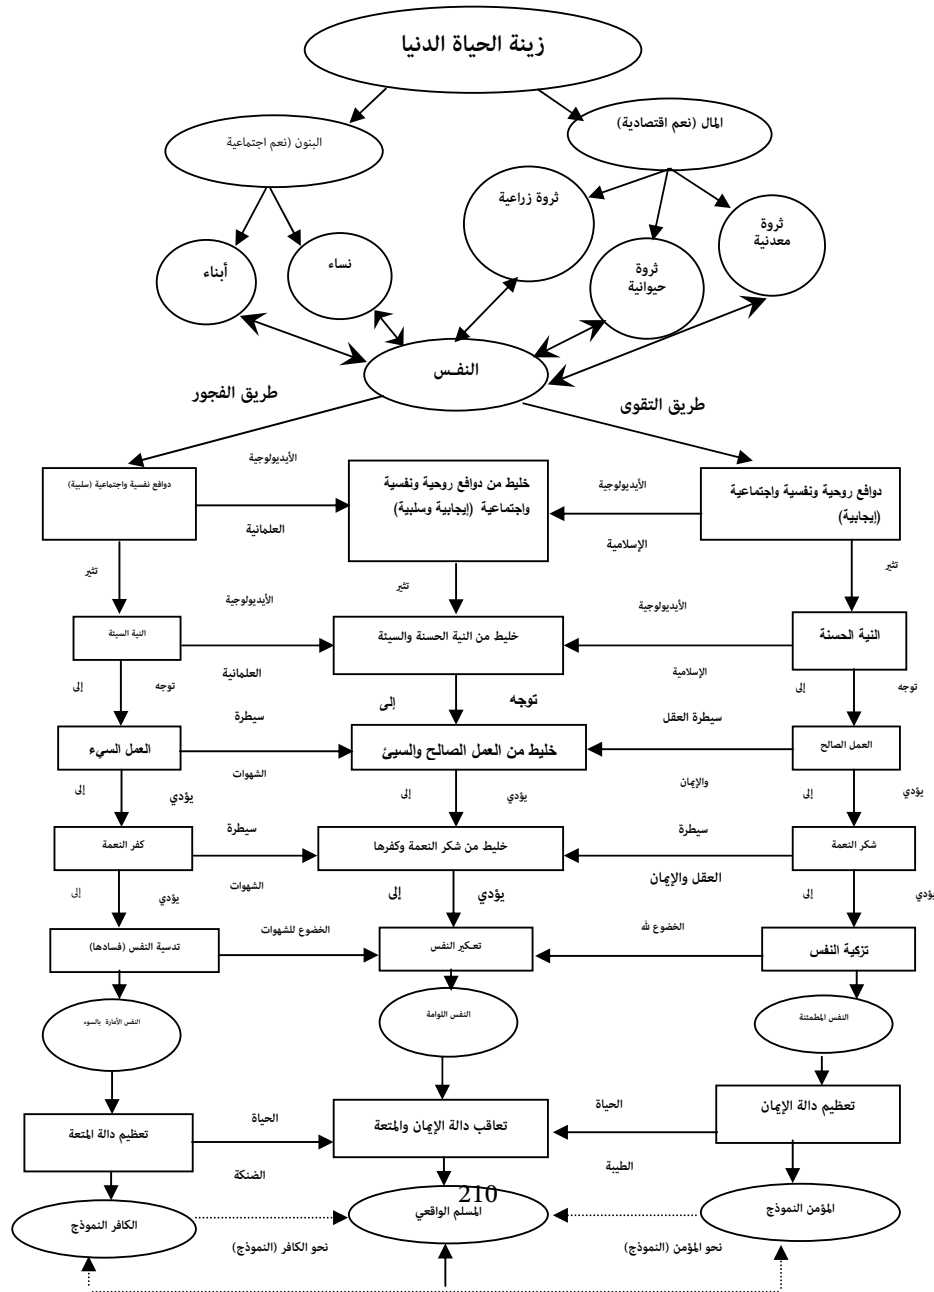 زينة الحياة الدنيا
المال (نعم اقتصادية)
البنون (نعم اجتماعية
ثروة زراعية
ثروة
معدنية
ثروة
حيوانية
نساء
أبناء
النفـس
طريق التقوى
طريق الفجور
دوافع روحية ونفسية واجتماعية
(إيجابية)
الأيديولوجية
الإسلامية
خليط من دوافع روحية ونفسية
واجتماعية (إيجابية وسلبية)
الأيديولوجية
العلمانية
دوافع نفسية واجتماعية (سلبية)
تثير
تثير
تثير
النية الحسنة
الأيديولوجية
الإسلامية
خليط من النية الحسنة والسيئة
الأيديولوجية
العلمانية
النية السيئة
توجه
إلى
توجه
إلى
توجه
إلى
العمل الصالح
سيطرة العقل
والإيمان
خليط من العمل الصالح والسيئ
سيطرة
الشهوات
العمل السيء
يؤدي
إلى
يؤدي
إلى
يؤدي
إلى
شكر النعمة
سيطرة
العقل والإيمان
خليط من شكر النعمة وكفرها
سيطرة
الشهوات
كفر النعمة
يؤدي
إلى
يؤدي
إلى
يؤدي
إلى
تزكية النفس
الخضوع لله
تعكير النفس
الخضوع للشهوات
تدسية النفس (فسادها)
النفس المطمئنة
النفس اللوامة
النفس الأمارة بالسوء
تعظيم دالة الإيمان
الحياة
الطيبة
تعاقب دالة الإيمان والمتعة
الحياة
الضنكة
تعظيم دالة المتعة
المؤمن النموذج
210
المسلم الواقعي
الكافر النموذج
نحو المؤمن (النموذج)
نحو الكافر (النموذج)